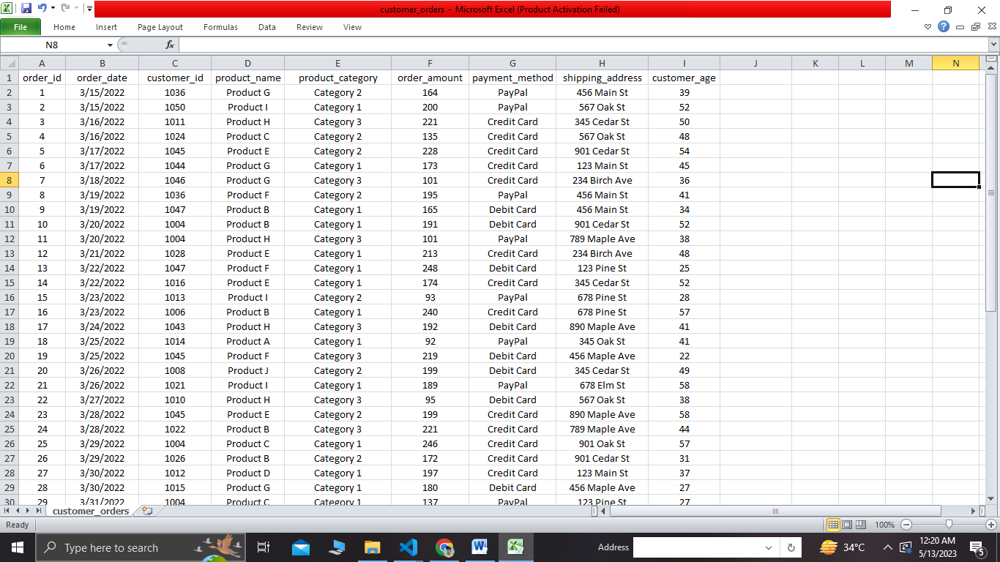 customer_orders - Microsoft Excel (Product Activation Failed)
File Home Insert Page Layout Formulas Data Review View
N8 fx
A B C D E F G H I J K L M N
1 order_id order_date customer_id product_name product_category order_amount payment_method shipping_address customer_age
2 1 3/15/2022 1036 Product G Category 2 164 PayPal 456 Main St 39
3 2 3/15/2022 1050 Product I Category 1 200 PayPal 567 Oak St 52
4 3 3/16/2022 1011 Product H Category 3 221 Credit Card 345 Cedar St 50
5 4 3/16/2022 1024 Product C Category 2 135 Credit Card 567 Oak St 48
6 5 3/17/2022 1045 Product E Category 2 228 Credit Card 901 Cedar St 54
7 6 3/17/2022 1044 Product G Category 1 173 Credit Card 123 Main St 45
8 7 3/18/2022 1046 Product G Category 3 101 Credit Card 234 Birch Ave 36
9 8 3/19/2022 1036 Product F Category 2 195 PayPal 456 Main St 41
10 9 3/19/2022 1047 Product B Category 1 165 Debit Card 456 Main St 34
11 10 3/20/2022 1004 Product B Category 1 191 Debit Card 901 Cedar St 52
12 11 3/20/2022 1004 Product H Category 3 101 PayPal 789 Maple Ave 38
13 12 3/21/2022 1028 Product E Category 1 213 Credit Card 234 Birch Ave 48
14 13 3/22/2022 1047 Product F Category 1 248 Debit Card 123 Pine St 25
15 14 3/22/2022 1016 Product E Category 1 174 Credit Card 345 Cedar St 52
16 15 3/23/2022 1013 Product I Category 2 93 PayPal 678 Pine St 28
17 16 3/23/2022 1006 Product B Category 1 240 Credit Card 678 Pine St 57
18 17 3/24/2022 1043 Product H Category 3 192 Debit Card 890 Maple Ave 41
19 18 3/25/2022 1014 Product A Category 1 92 PayPal 345 Oak St 41
20 19 3/25/2022 1045 Product F Category 3 219 Debit Card 456 Maple Ave 22
21 20 3/26/2022 1008 Product J Category 2 199 Debit Card 345 Cedar St 49
22 21 3/26/2022 1021 Product I Category 1 189 PayPal 678 Elm St 58
23 22 3/27/2022 1010 Product H Category 3 95 Debit Card 567 Oak St 38
24 23 3/28/2022 1045 Product E Category 2 199 Credit Card 890 Maple Ave 58
25 24 3/28/2022 1022 Product B Category 3 221 Credit Card 789 Maple Ave 44
26 25 3/29/2022 1004 Product C Category 1 246 Credit Card 901 Oak St 57
27 26 3/29/2022 1026 Product B Category 2 172 Credit Card 901 Cedar St 31
28 27 3/30/2022 1012 Product D Category 1 197 Credit Card 123 Main St 37
29 28 3/30/2022 1015 Product G Category 1 180 Debit Card 456 Maple Ave 27
30 29 3/31/2022 1004 Product C Category 1 137 PayPal 123 Pine St 27
customer_orders
Ready 100%
Type here to search Address 34°C 12:20 AM
5/13/2023 5